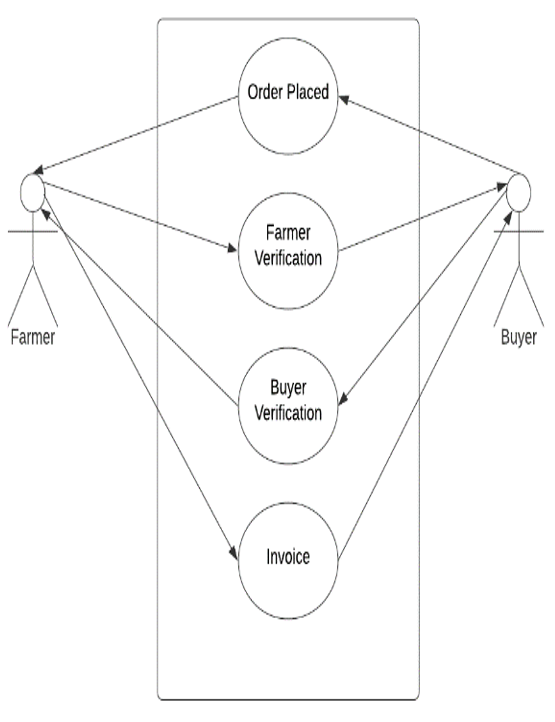 Order Placed
Farmer
Verification
Farmer
Buyer
Buyer
Verification
Invoice